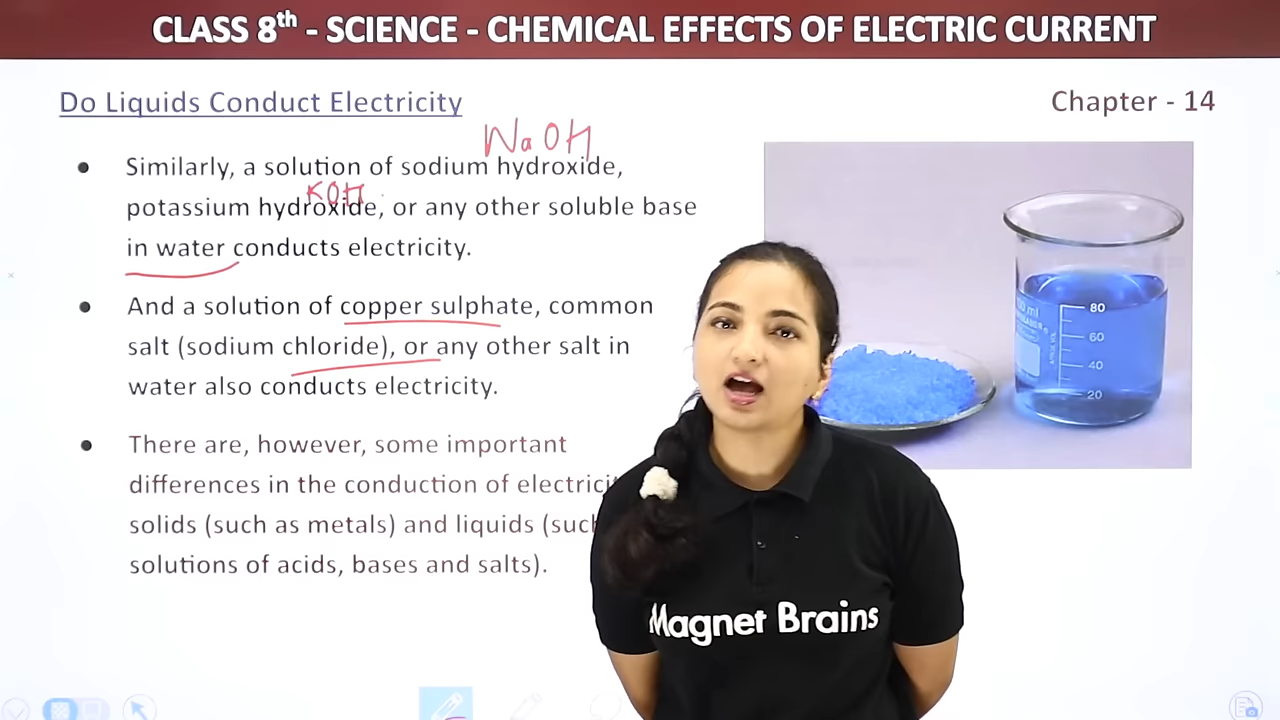 CLASS 8th - SCIENCE - CHEMICAL EFFECTS OF ELECTRIC CURRENT
Do Liquids Conduct Electricity
Chapter - 14
NaOH
• Similarly, a solution of sodium hydroxide,
KOH
potassium hydroxide, or any other soluble base
in water conducts electricity.
• And a solution of copper sulphate, common
salt (sodium chloride), or any other salt in
water also conducts electricity.
• There are, however, some important
differences in the conduction of electricit
solids (such as metals) and liquids (such
solutions of acids, bases and salts).
80
60
40
20
Magnet Brains